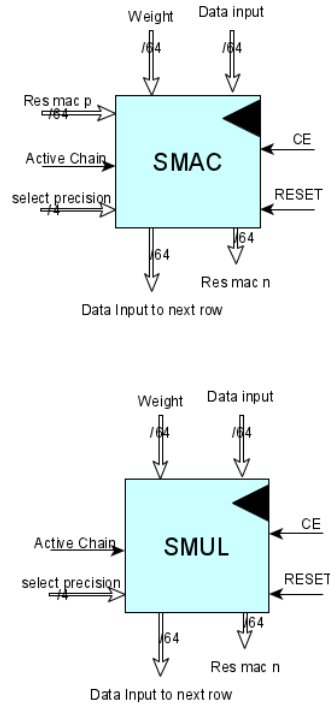 Weight
Data input
/64
/64
Res mac p
/64
SMAC
CE
Active Chain
select precision
/4
RESET
/64
/64
Res mac n
Data Input to next row
Weight
Data input
/64
/64
SMUL
CE
Active Chain
select precision
/4
RESET
/64
/64
Res mac n
Data Input to next row